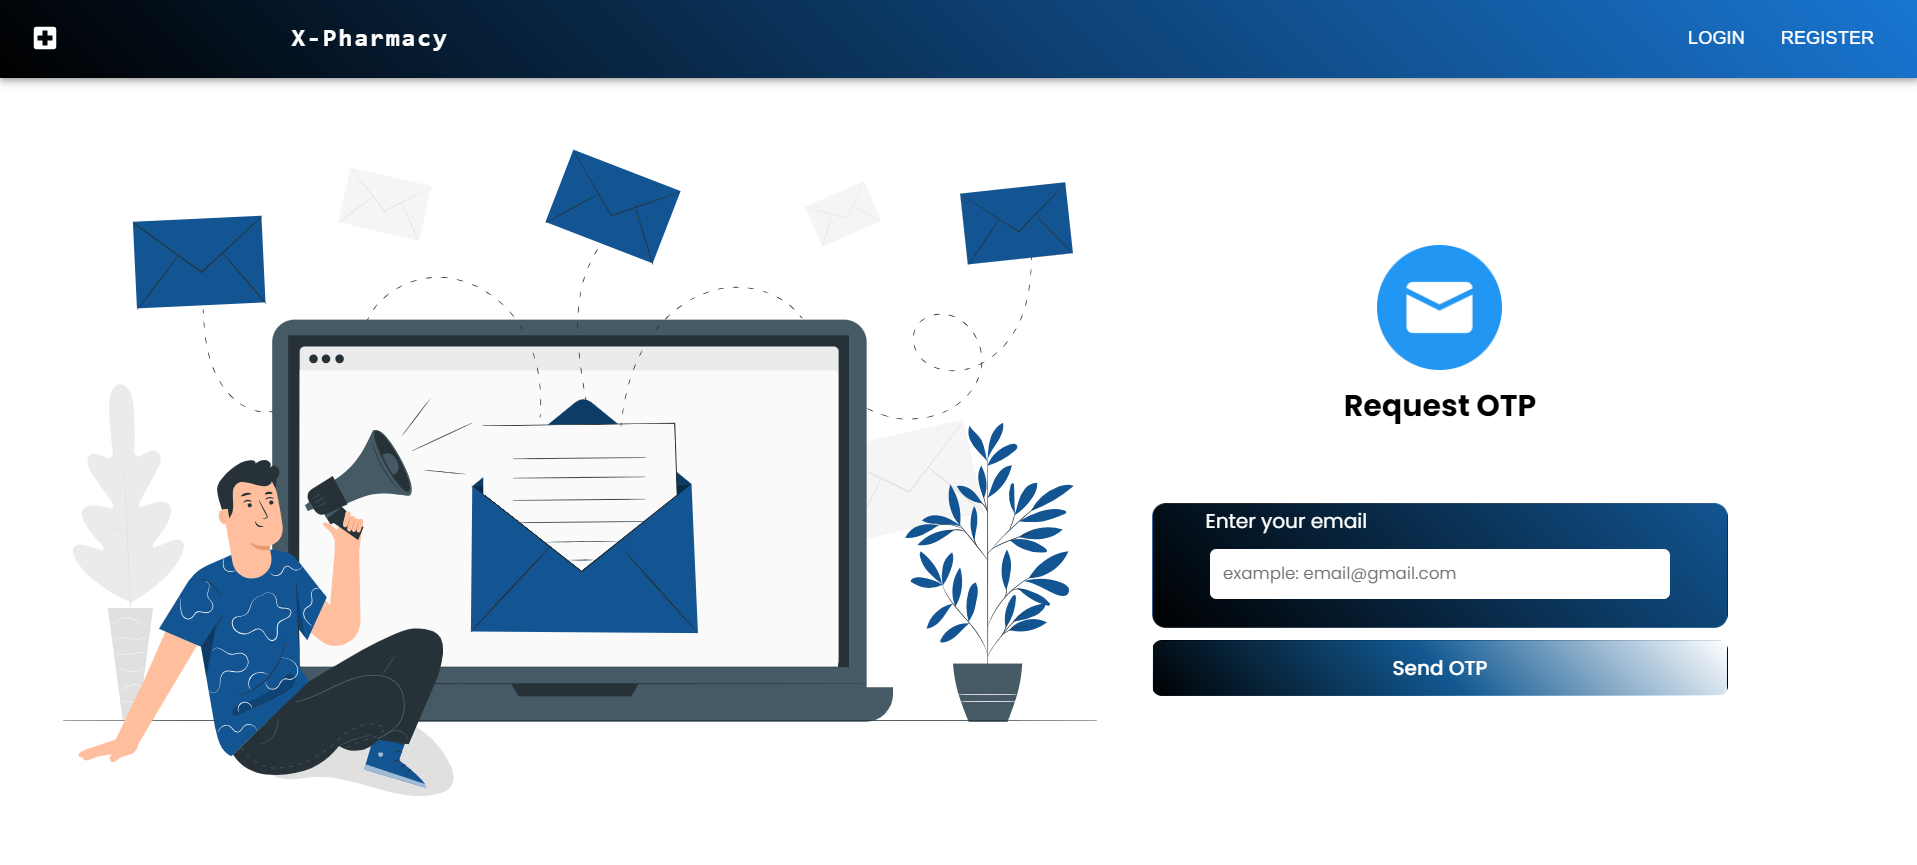 X-Pharmacy
LOGIN
REGISTER
Request OTP
Enter your email
example: email@gmail.com
Send OTP